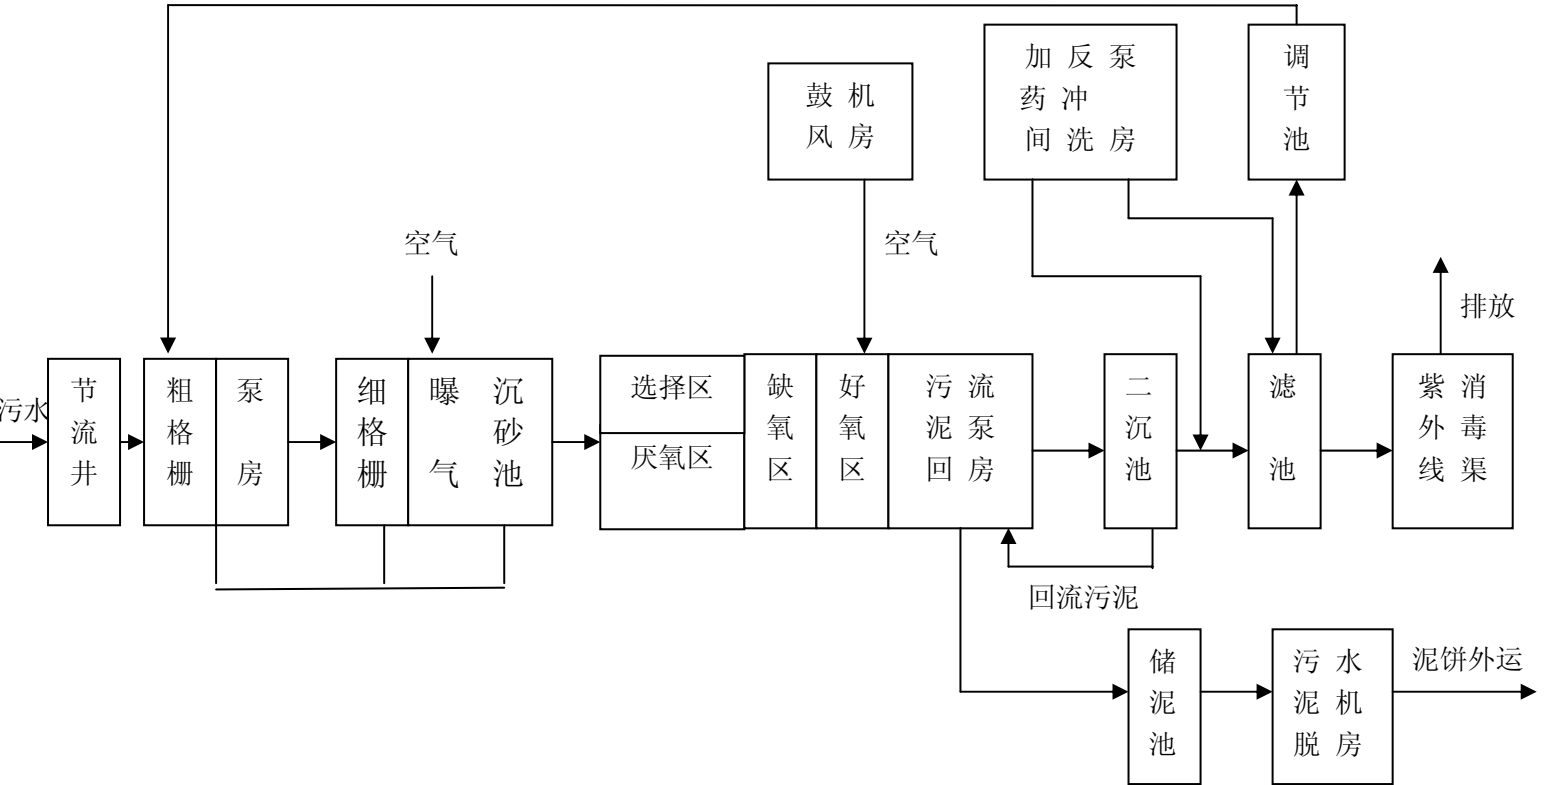 加 反 泵
药 冲
间 洗 房
调
节
池
鼓 机
风 房
空气
空气
排放
污水
节
流
井
粗
格
栅
泵
房
细
格
栅
曝 沉
砂
气 池
选择区
厌氧区
缺
氧
区
好
氧
区
污 流
泥 泵
回 房
二
沉
池
滤
池
紫 消
外 毒
线 渠
回流污泥
储
泥
池
污 水
泥 机
脱 房
泥饼外运